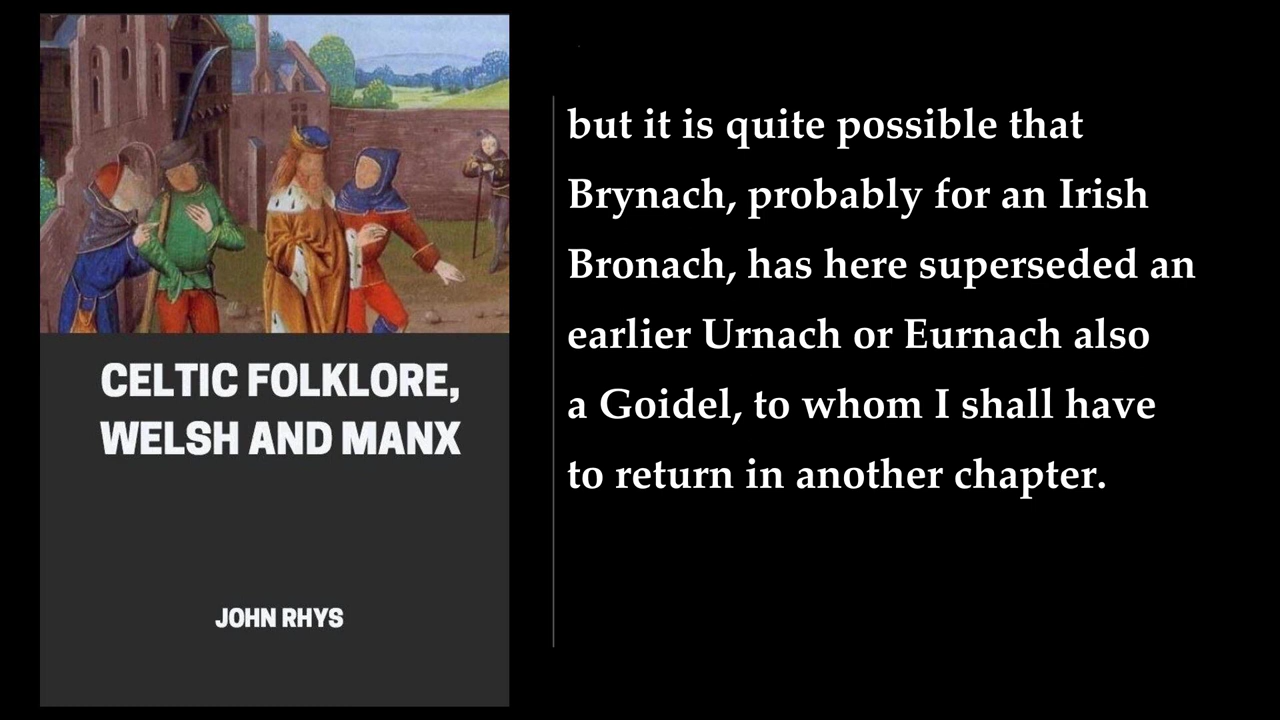 CELTIC FOLKLORE,
WELSH AND MANX
JOHN RHYS
but it is quite possible that
Brynach, probably for an Irish
Bronach, has here superseded an
earlier Urnach or Eurnach also
a Goidel, to whom I shall have
to return in another chapter.